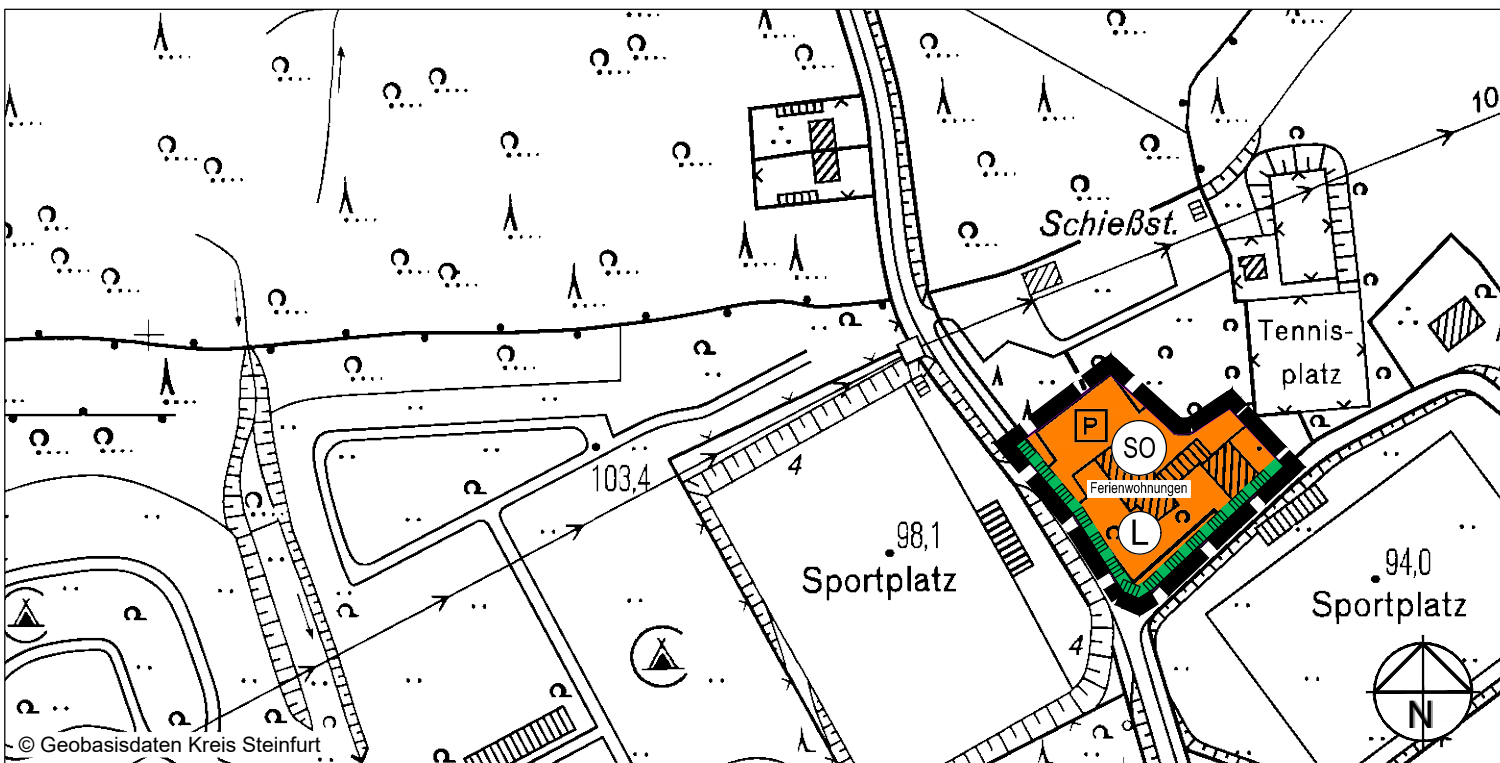 10
Schießst.
Tennis-
platz
P
SO
Ferienwohnungen
L
103,4
4
98,1
Sportplatz
94,0
Sportplatz
4
N
© Geobasisdaten Kreis Steinfurt